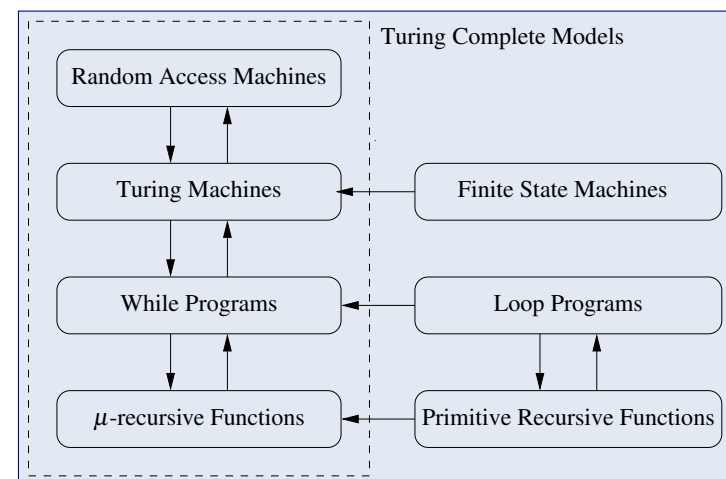 Turing Complete Models
Random Access Machines
Turing Machines
Finite State Machines
While Programs
Loop Programs
μ-recursive Functions
Primitive Recursive Functions